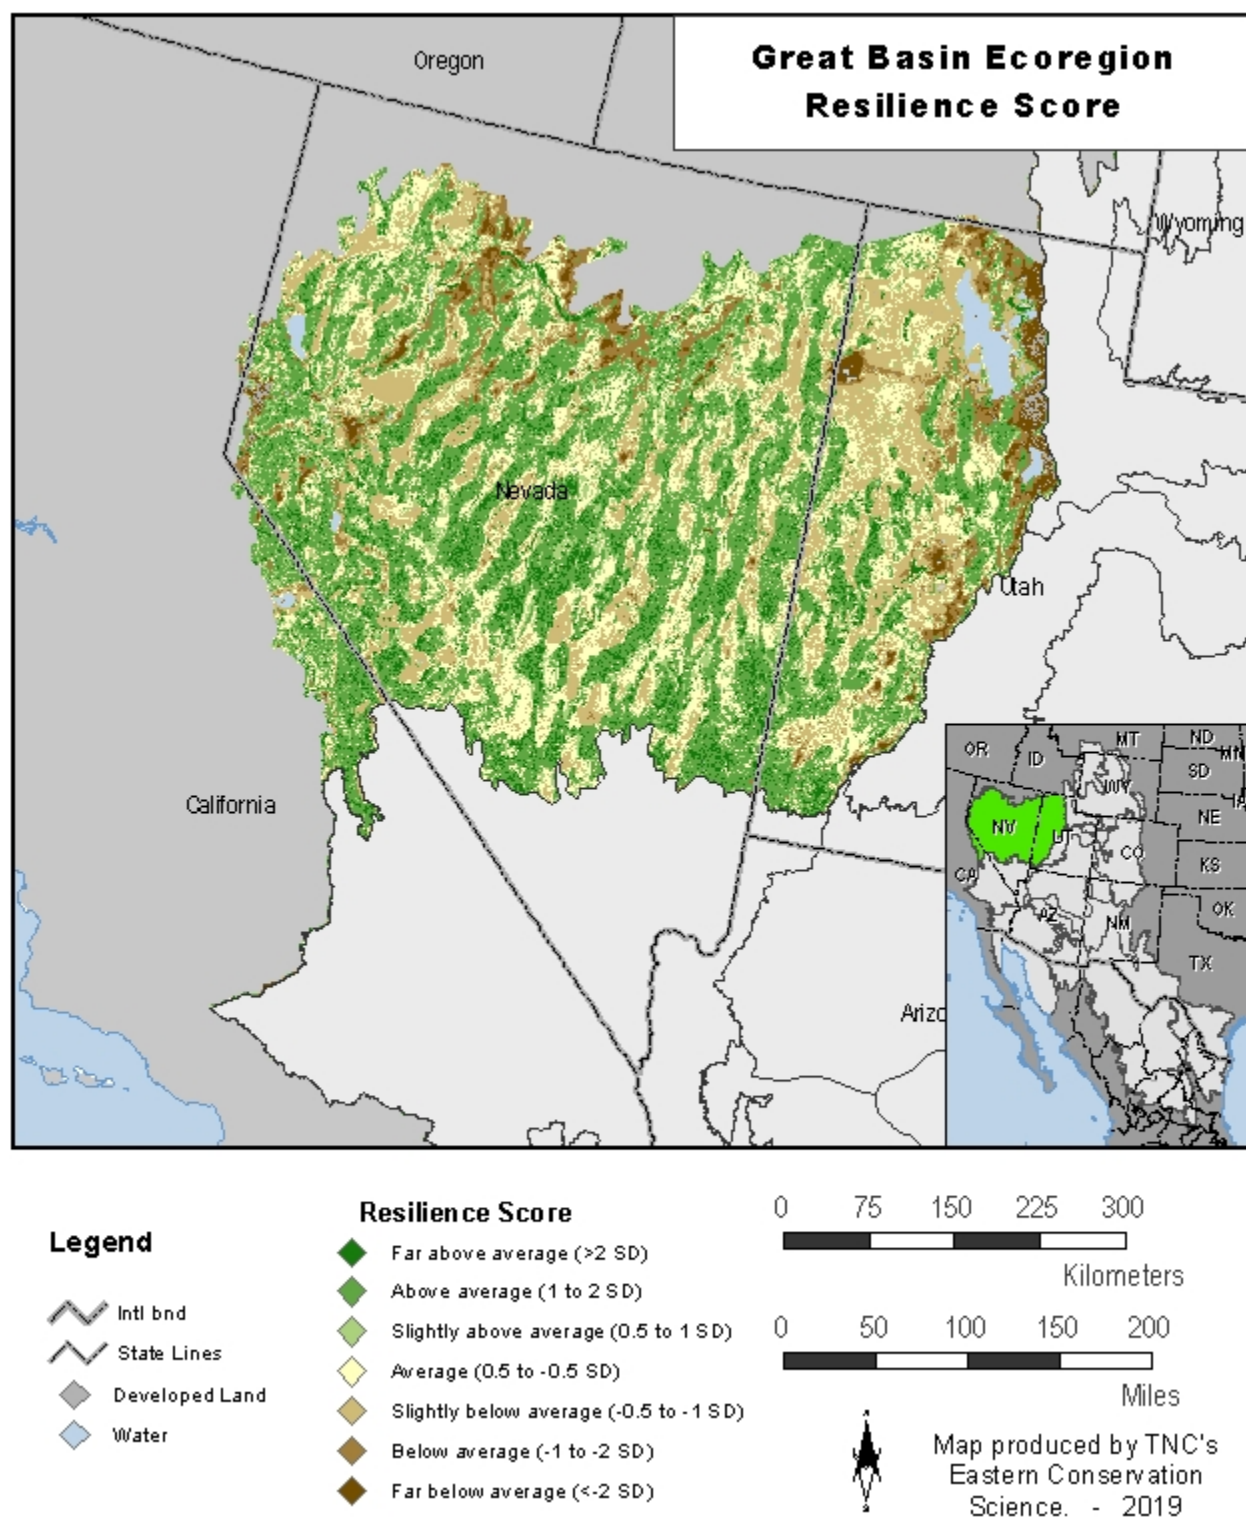 Great Basin Ecoregion
Resilience Score
Oregon
Wyoming
Nevada
Utah
California
Arizo
OR
ID
MT
ND
MN
SD
WY
IA
NE
NV
UT
CO
KS
CA
AZ
NM
OK
TX
Legend
Intl bnd
State Lines
Developed Land
Water
Resilience Score
Far above average (>2 SD)
Above average (1 to 2 SD)
Slightly above average (0.5 to 1 SD)
Average (0.5 to -0.5 SD)
Slightly below average (-0.5 to -1 SD)
Below average (-1 to -2 SD)
Far below average (<-2 SD)
0 75 150 225 300
Kilometers
0 50 100 150 200
Miles
Map produced by TNC's
Eastern Conservation
Science. - 2019